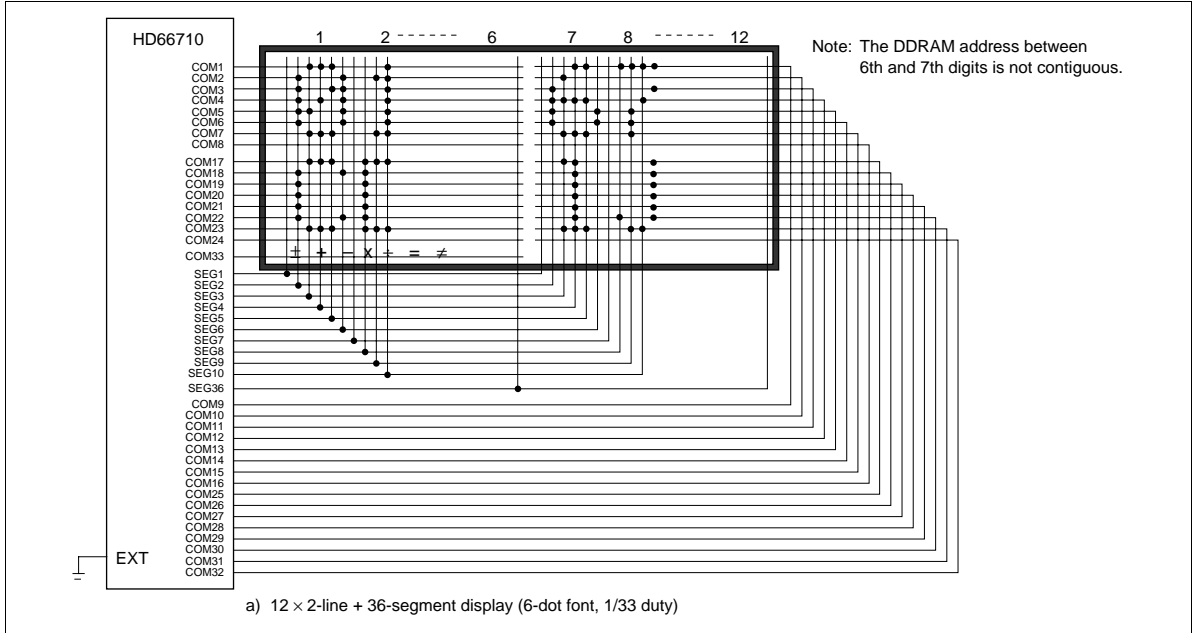 HD66710
1 2 ------ 6 7 8 ------ 12
Note: The DDRAM address between
6th and 7th digits is not contiguous.
COM1
COM2
COM3
COM4
COM5
COM6
COM7
COM8
COM17
COM18
COM19
COM20
COM21
COM22
COM23
COM24
± + − x ÷ = ≠
COM33
SEG1
SEG2
SEG3
SEG4
SEG5
SEG6
SEG7
SEG8
SEG9
SEG10
SEG36
COM9
COM10
COM11
COM12
COM13
COM14
COM15
COM16
COM25
COM26
COM27
COM28
COM29
COM30
COM31
COM32
EXT
a) 12 × 2-line + 36-segment display (6-dot font, 1/33 duty)